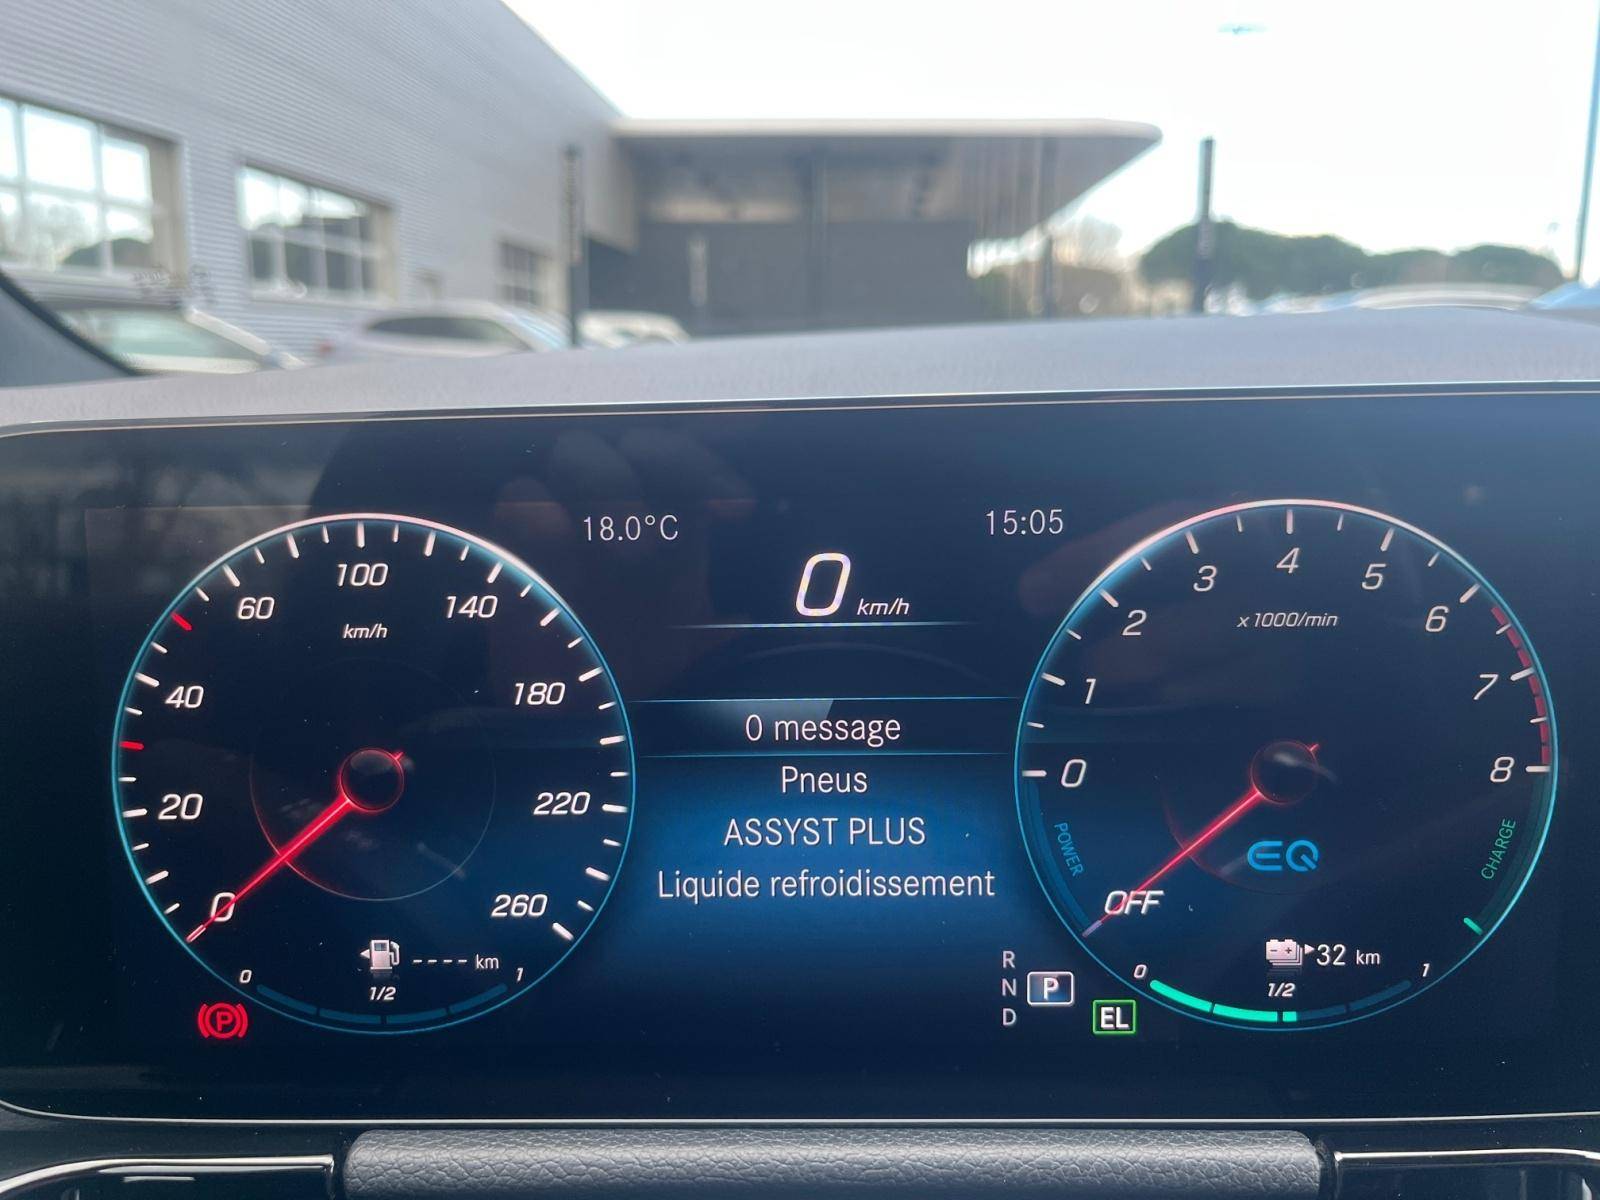 18.0°C
15:05
0 km/h
0 message
Pneus
ASSYST PLUS
Liquide refroidissement
0
20
40
60
100
140
180
220
260
km/h
---- km
0
1/2
1
P
R
N P
D
EL
OFF
0
1
2
3
4
5
6
7
8
x1000/min
POWER
EQ
CHARGE
32 km
0
1/2
1